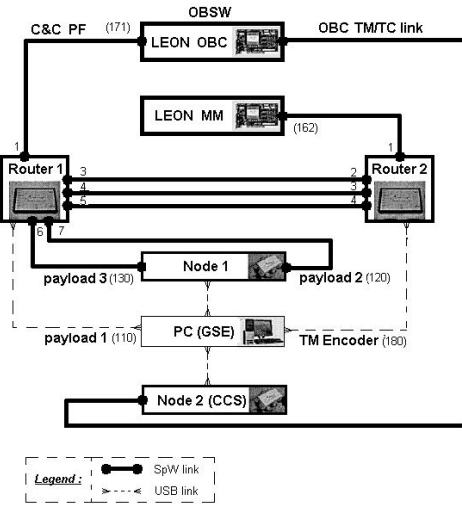 OBSW
C&C PF (171)
LEON OBC
OBC TM/TC link
LEON MM
(162)
1
1
Router 1
Router 2
3
2
4
3
5
4
6
7
Node 1
payload 3 (130)
payload 2 (120)
PC (GSE)
payload 1 (110)
TM Encoder (180)
Node 2 (CCS)
Legend :
SpW link
USB link